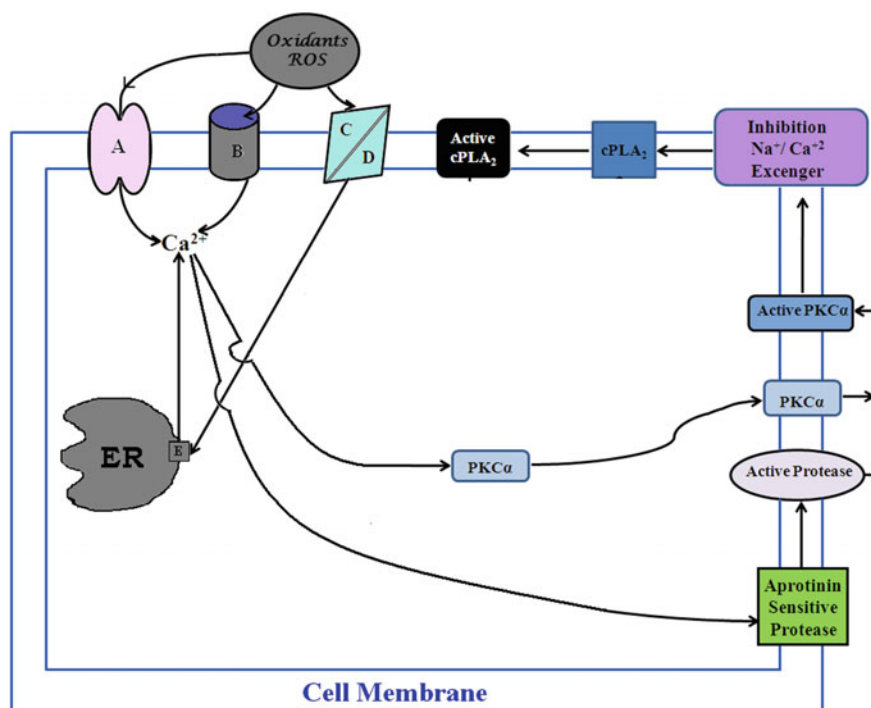 Oxidants
ROS
A
B
C
D
Active
cPLA₂
cPLA₂
Inhibition
Na⁺/ Ca⁺²
Excenger
Ca²⁺
Active PKCα
PKCα
ER
E
PKCα
Active Protease
Aprotinin
Sensitive
Protease
Cell Membrane